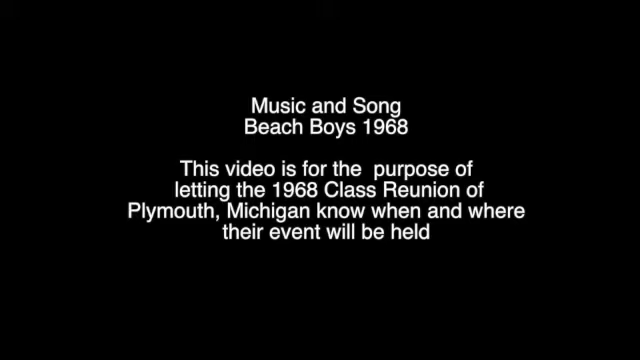 Music and Song
Beach Boys 1968
This video is for the purpose of
letting the 1968 Class Reunion of
Plymouth, Michigan know when and where
their event will be held